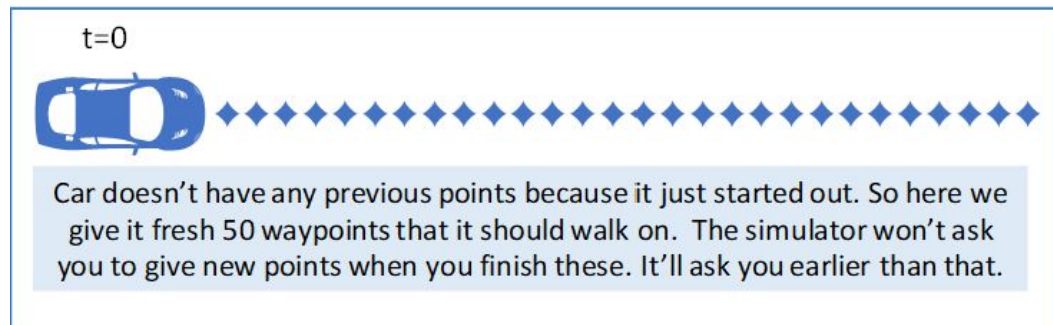 t=0
Car doesn’t have any previous points because it just started out. So here we
give it fresh 50 waypoints that it should walk on.  The simulator won’t ask
you to give new points when you finish these. It’ll ask you earlier than that.